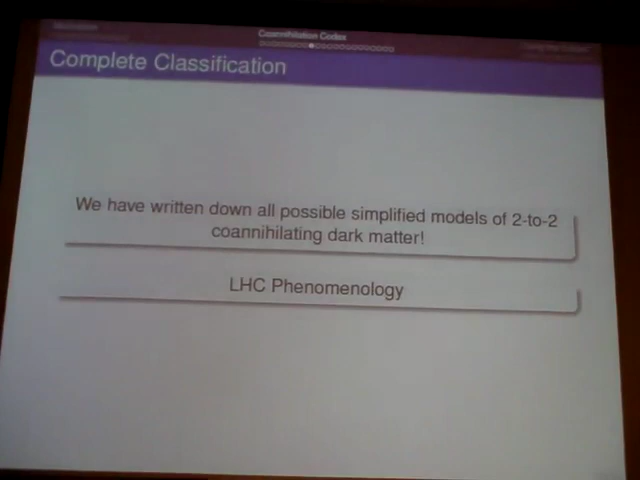 Coannihilation Codex
Complete Classification
We have written down all possible simplified models of 2-to-2
coannihilating dark matter!
LHC Phenomenology